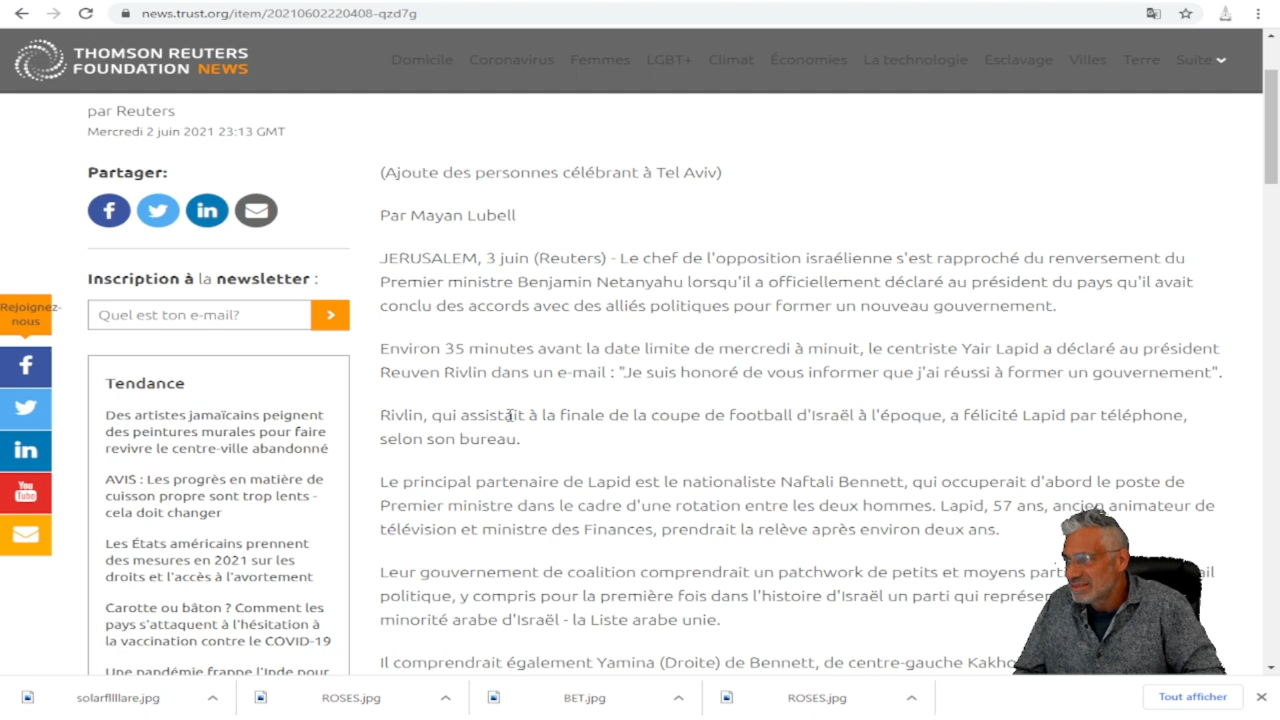 news.trust.org/item/20210602220408-qzd7g
THOMSON REUTERS
FOUNDATION NEWS
Domicile Coronavirus Femmes LGBT+ Climat Économies La technologie Esclavage Villes Terre Suite
par Reuters
Mercredi 2 juin 2021 23:13 GMT
Partager:
Inscription à la newsletter :
Quel est ton e-mail?
Rejoignez-
nous
You
Tube
Tendance
Des artistes jamaïcains peignent
des peintures murales pour faire
revivre le centre-ville abandonné
AVIS : Les progrès en matière de
cuisson propre sont trop lents -
cela doit changer
Les États américains prennent
des mesures en 2021 sur les
droits et l'accès à l'avortement
Carotte ou bâton ? Comment les
pays s'attaquent à l'hésitation à
la vaccination contre le COVID-19
Une pandémie frappe l'Inde pour
(Ajoute des personnes célébrant à Tel Aviv)
Par Mayan Lubell
JERUSALEM, 3 juin (Reuters) - Le chef de l'opposition israélienne s'est rapproché du renversement du
Premier ministre Benjamin Netanyahu lorsqu'il a officiellement déclaré au président du pays qu'il avait
conclu des accords avec des alliés politiques pour former un nouveau gouvernement.
Environ 35 minutes avant la date limite de mercredi à minuit, le centriste Yair Lapid a déclaré au président
Reuven Rivlin dans un e-mail : "Je suis honoré de vous informer que j'ai réussi à former un gouvernement".
Rivlin, qui assistait à la finale de la coupe de football d'Israël à l'époque, a félicité Lapid par téléphone,
selon son bureau.
Le principal partenaire de Lapid est le nationaliste Naftali Bennett, qui occuperait d'abord le poste de
Premier ministre dans le cadre d'une rotation entre les deux hommes. Lapid, 57 ans, ancien animateur de
télévision et ministre des Finances, prendrait la relève après environ deux ans.
Leur gouvernement de coalition comprendrait un patchwork de petits et moyens
politique, y compris pour la première fois dans l'histoire d'Israël un parti qui
minorité arabe d'Israël - la Liste arabe unie.
Il comprendrait également Yamina (Droite) de Bennett, de centre-gauche
solarflllllare.jpg ROSES.jpg BET.jpg ROSES.jpg Tout afficher